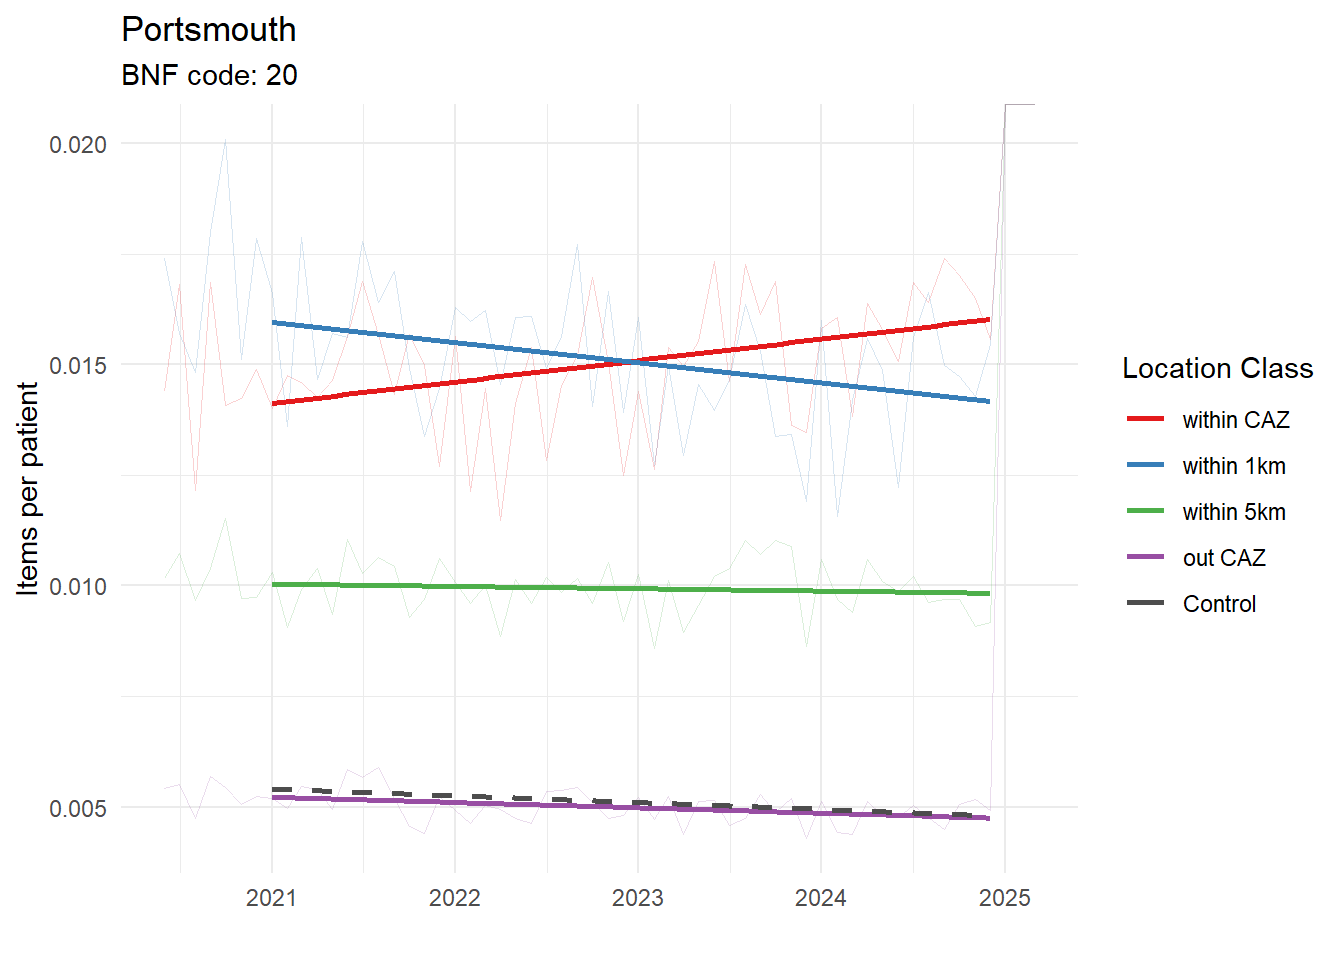 Portsmouth
BNF code: 20
Items per patient
0.020
0.015
0.010
0.005
2021
2022
2023
2024
2025
Location Class
within CAZ
within 1km
within 5km
out CAZ
Control